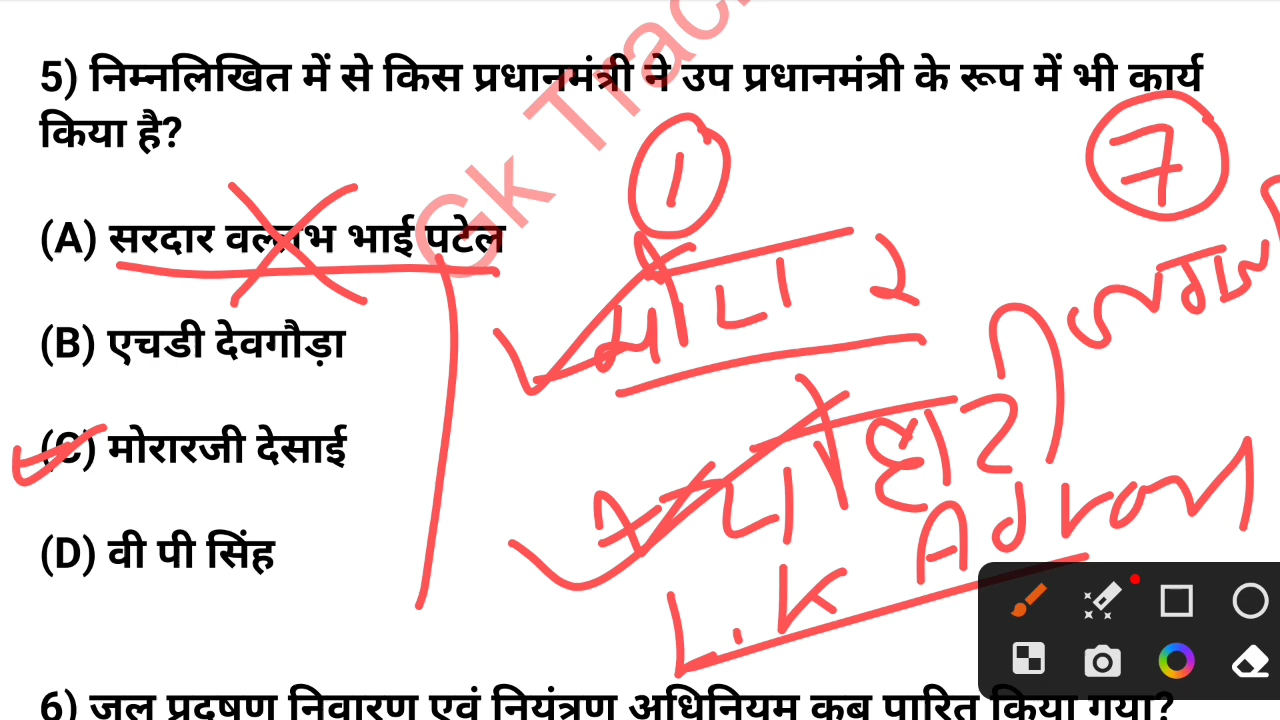 5) निम्नलिखित में से किस प्रधानमंत्री ने उप प्रधानमंत्री के रूप में भी कार्य
किया है?
Gk Trac
1
7
(A) सरदार वल्लभ भाई पटेल
(B) एचडी देवगौड़ा
(C) मोरारजी देसाई
(D) वी पी सिंह
L.K Advani
6) जल प्रदूषण निवारण एवं नियंत्रण अधिनियम कब पारित किया गया?